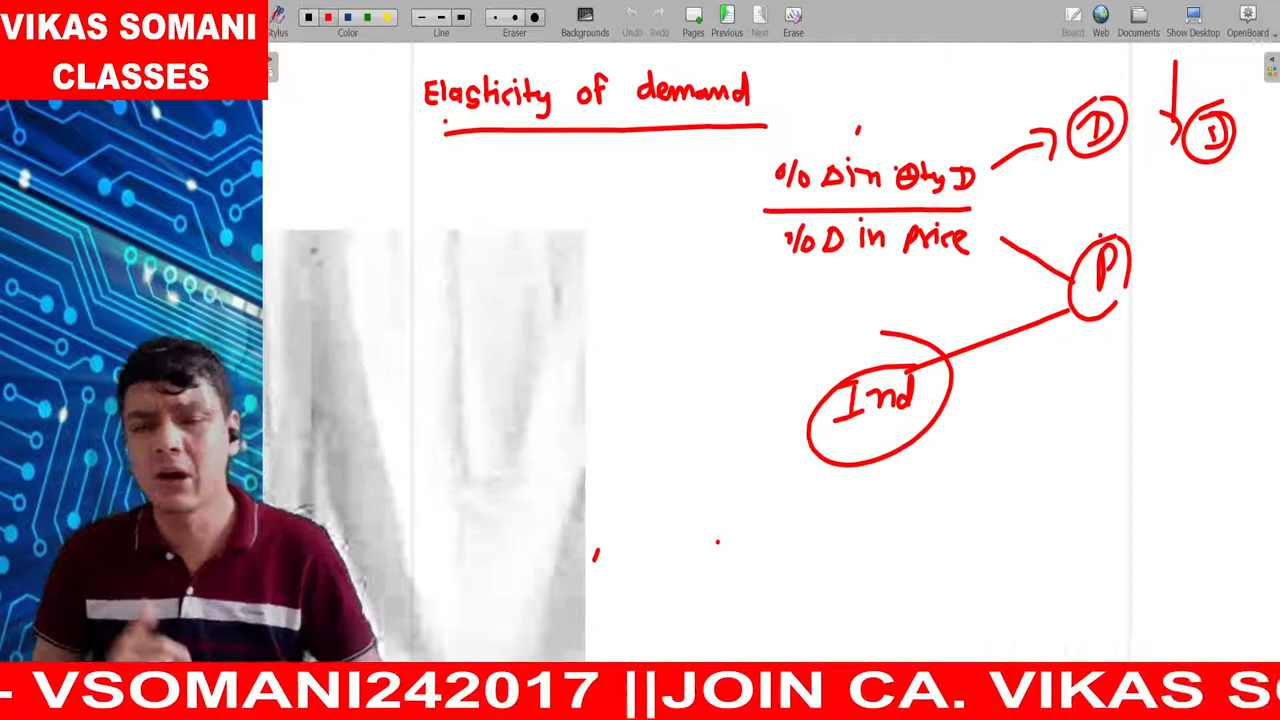 VIKAS SOMANI
CLASSES
Stylus
Color
Line
Eraser
Backgrounds
Undo
Redo
Pages
Previous
Next
Erase
Board
Web
Documents
Show Desktop
OpenBoard
Elasticity of demand
% Δ in Qty D
% Δ in price
D
D
P
Ind
- VSOMANI242017 ||JOIN CA. VIKAS SO